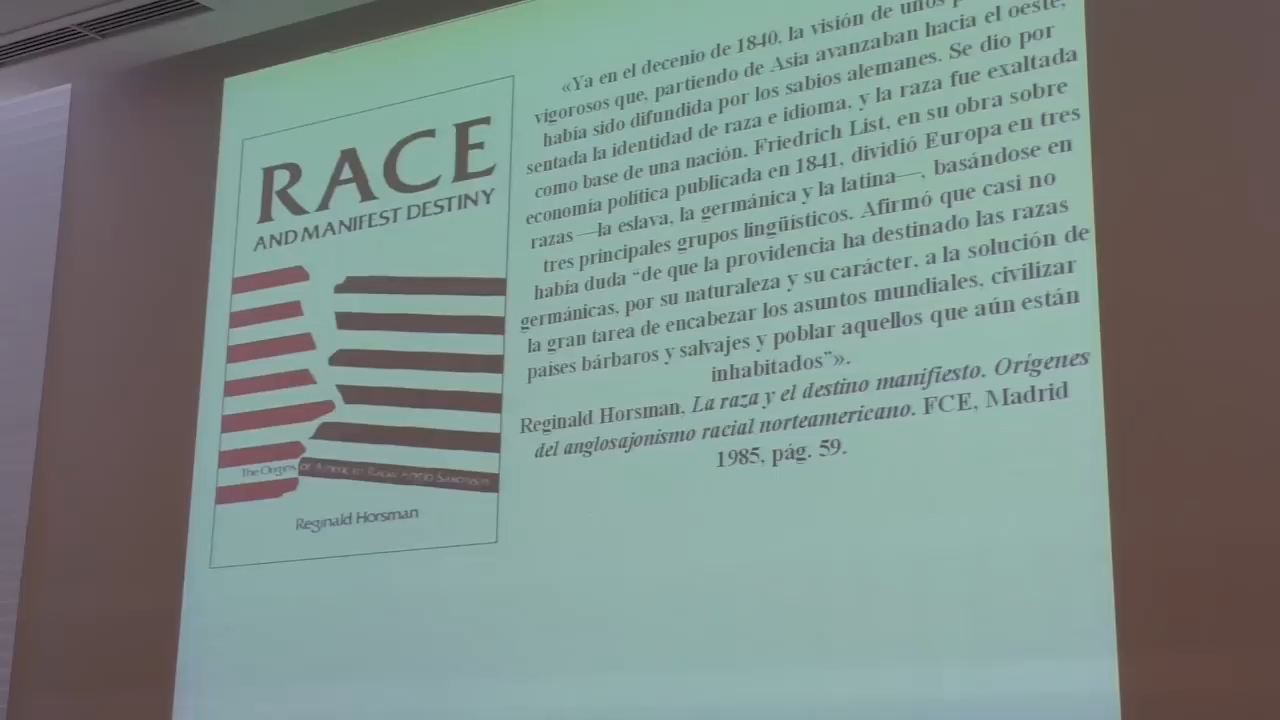 RACE
AND MANIFEST DESTINY
The Origins of American Racial Anglo-Saxonism
Reginald Horsman
«Ya en el decenio de 1840, la visión de unos
vigorosos que, partiendo de Asia avanzaban hacia el oeste,
había sido difundida por los sabios alemanes. Se dio por
sentada la identidad de raza e idioma, y la raza fue exaltada
como base de una nación. Friedrich List, en su obra sobre
economía política publicada en 1841, dividió Europa en tres
razas —la eslava, la germánica y la latina—, basándose en
tres principales grupos lingüísticos. Afirmó que casi no
había duda “de que la providencia ha destinado las razas
germánicas, por su naturaleza y su carácter, a la solución de
la gran tarea de encabezar los asuntos mundiales, civilizar
países bárbaros y salvajes y poblar aquellos que aún están
inhabitados”».
Reginald Horsman, La raza y el destino manifiesto. Orígenes
del anglosajonismo racial norteamericano. FCE, Madrid
1985, pág. 59.